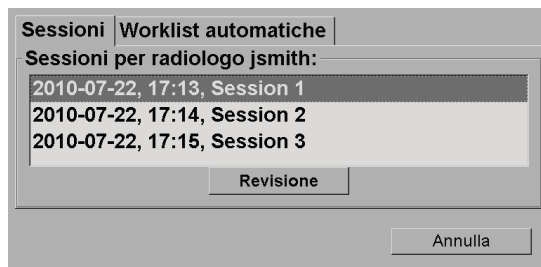 Sessioni Worklist automatiche
Sessioni per radiologo jsmith:
2010-07-22, 17:13, Session 1
2010-07-22, 17:14, Session 2
2010-07-22, 17:15, Session 3
Revisione
Annulla